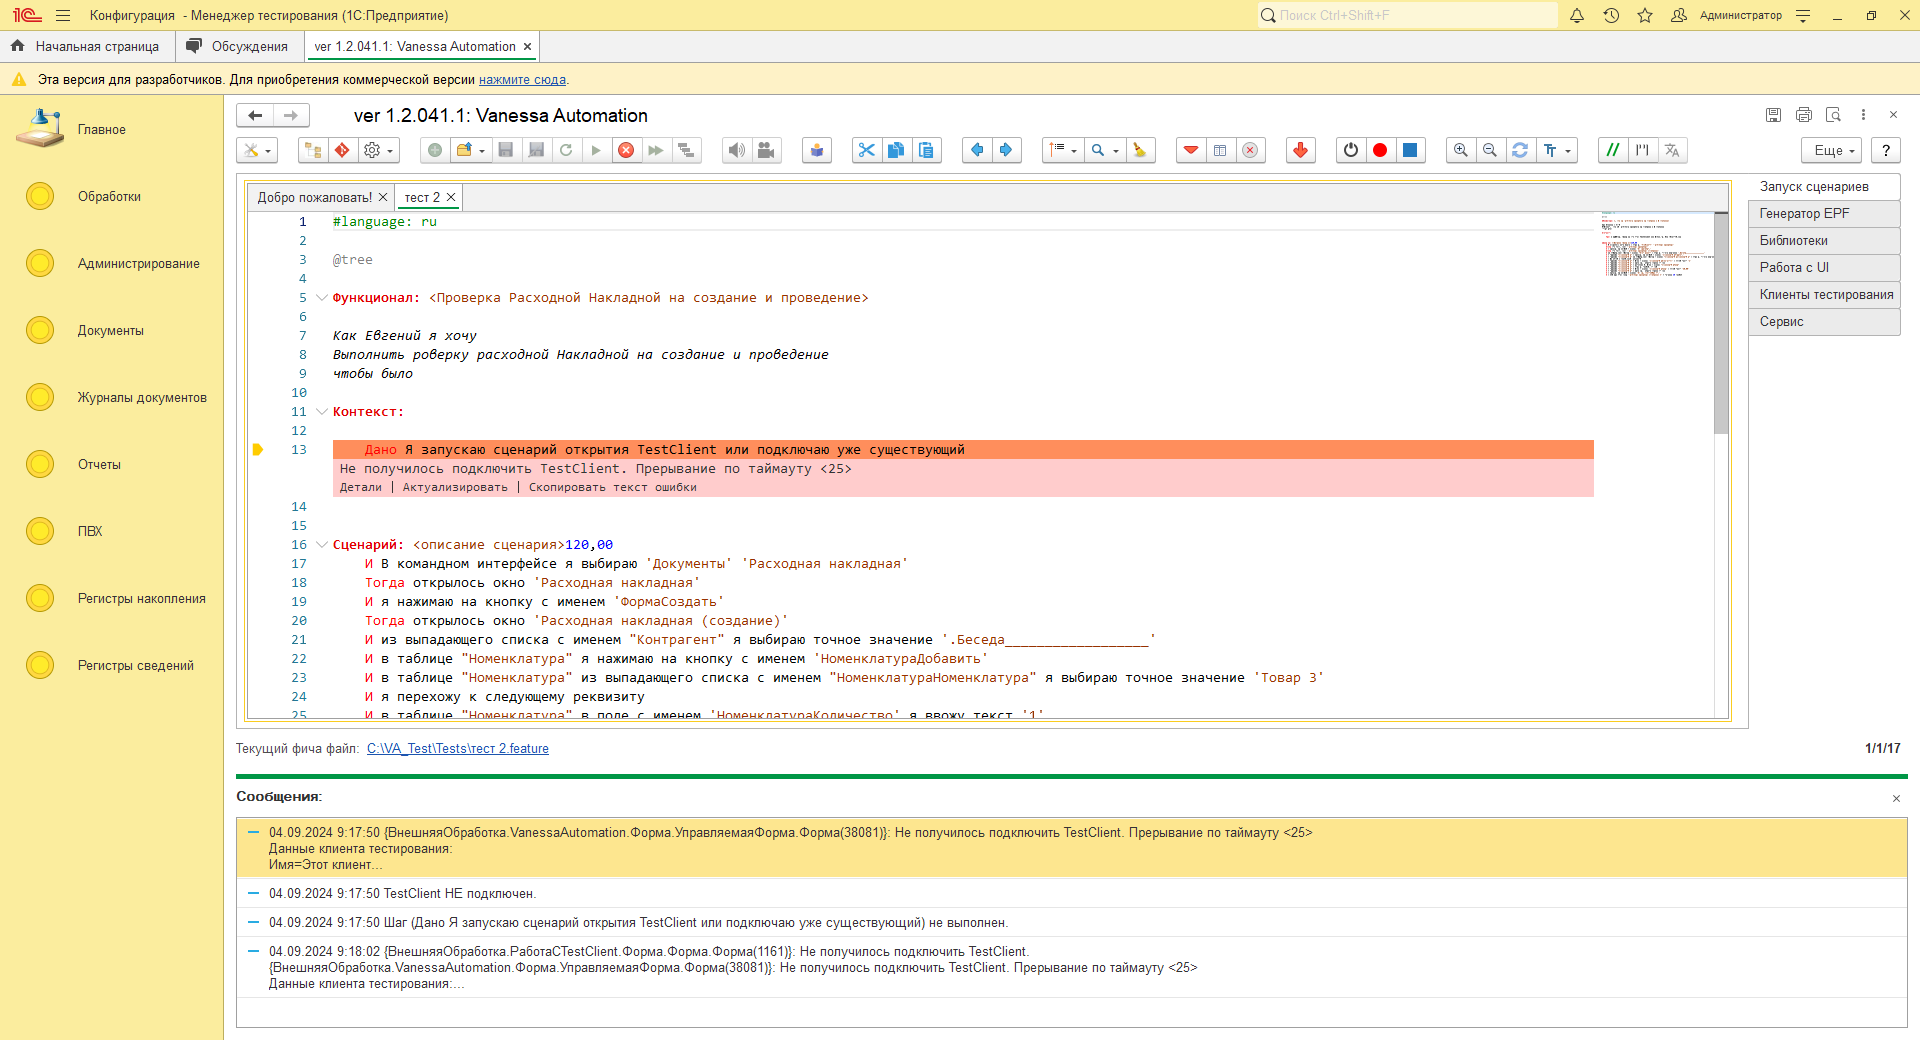 Конфигурация - Менеджер тестирования (1С:Предприятие)
Поиск Ctrl+Shift+F
Администратор
Начальная страница
Обсуждения
ver 1.2.041.1: Vanessa Automation
Эта версия для разработчиков. Для приобретения коммерческой версии нажмите сюда.
Главное
Обработки
Администрирование
Документы
Журналы документов
Отчеты
ПВХ
Регистры накопления
Регистры сведений
ver 1.2.041.1: Vanessa Automation
Еще
?
Добро пожаловать!
тест 2
1 #language: ru
2
3 @tree
4
5 Функционал: <Проверка Расходной Накладной на создание и проведение>
6
7 Как Евгений я хочу
8 Выполнить роверку расходной Накладной на создание и проведение
9 чтобы было
10
11 Контекст:
12
13 Дано Я запускаю сценарий открытия TestClient или подключаю уже существующий
Не получилось подключить TestClient. Прерывание по таймауту <25>
Детали | Актуализировать | Скопировать текст ошибки
14
15
16 Сценарий: <описание сценария>120,00
17 И В командном интерфейсе я выбираю 'Документы' 'Расходная накладная'
18 Тогда открылось окно 'Расходная накладная'
19 И я нажимаю на кнопку с именем 'ФормаСоздать'
20 Тогда открылось окно 'Расходная накладная (создание)'
21 И из выпадающего списка с именем "Контрагент" я выбираю точное значение '.Беседа__________________'
22 И в таблице "Номенклатура" я нажимаю на кнопку с именем 'НоменклатураДобавить'
23 И в таблице "Номенклатура" из выпадающего списка с именем "НоменклатураНоменклатура" я выбираю точное значение 'Товар 3'
24 И я перехожу к следующему реквизиту
25 И в таблице "Номенклатура" в поле с именем 'НоменклатураКоличество' я ввожу текст '1'
Запуск сценариев
Генератор EPF
Библиотеки
Работа с UI
Клиенты тестирования
Сервис
Текущий фича файл: C:\VA_Test\Tests\тест 2.feature
1/1/17
Сообщения:
04.09.2024 9:17:50 {ВнешняяОбработка.VanessaAutomation.Форма.УправляемаяФорма.Форма(38081)}: Не получилось подключить TestClient. Прерывание по таймауту <25>
Данные клиента тестирования:
Имя=Этот клиент...
04.09.2024 9:17:50 TestClient НЕ подключен.
04.09.2024 9:17:50 Шаг (Дано Я запускаю сценарий открытия TestClient или подключаю уже существующий) не выполнен.
04.09.2024 9:18:02 {ВнешняяОбработка.РаботаСTestClient.Форма.Форма.Форма(1161)}: Не получилось подключить TestClient.
{ВнешняяОбработка.VanessaAutomation.Форма.УправляемаяФорма.Форма(38081)}: Не получилось подключить TestClient. Прерывание по таймауту <25>
Данные клиента тестирования:...